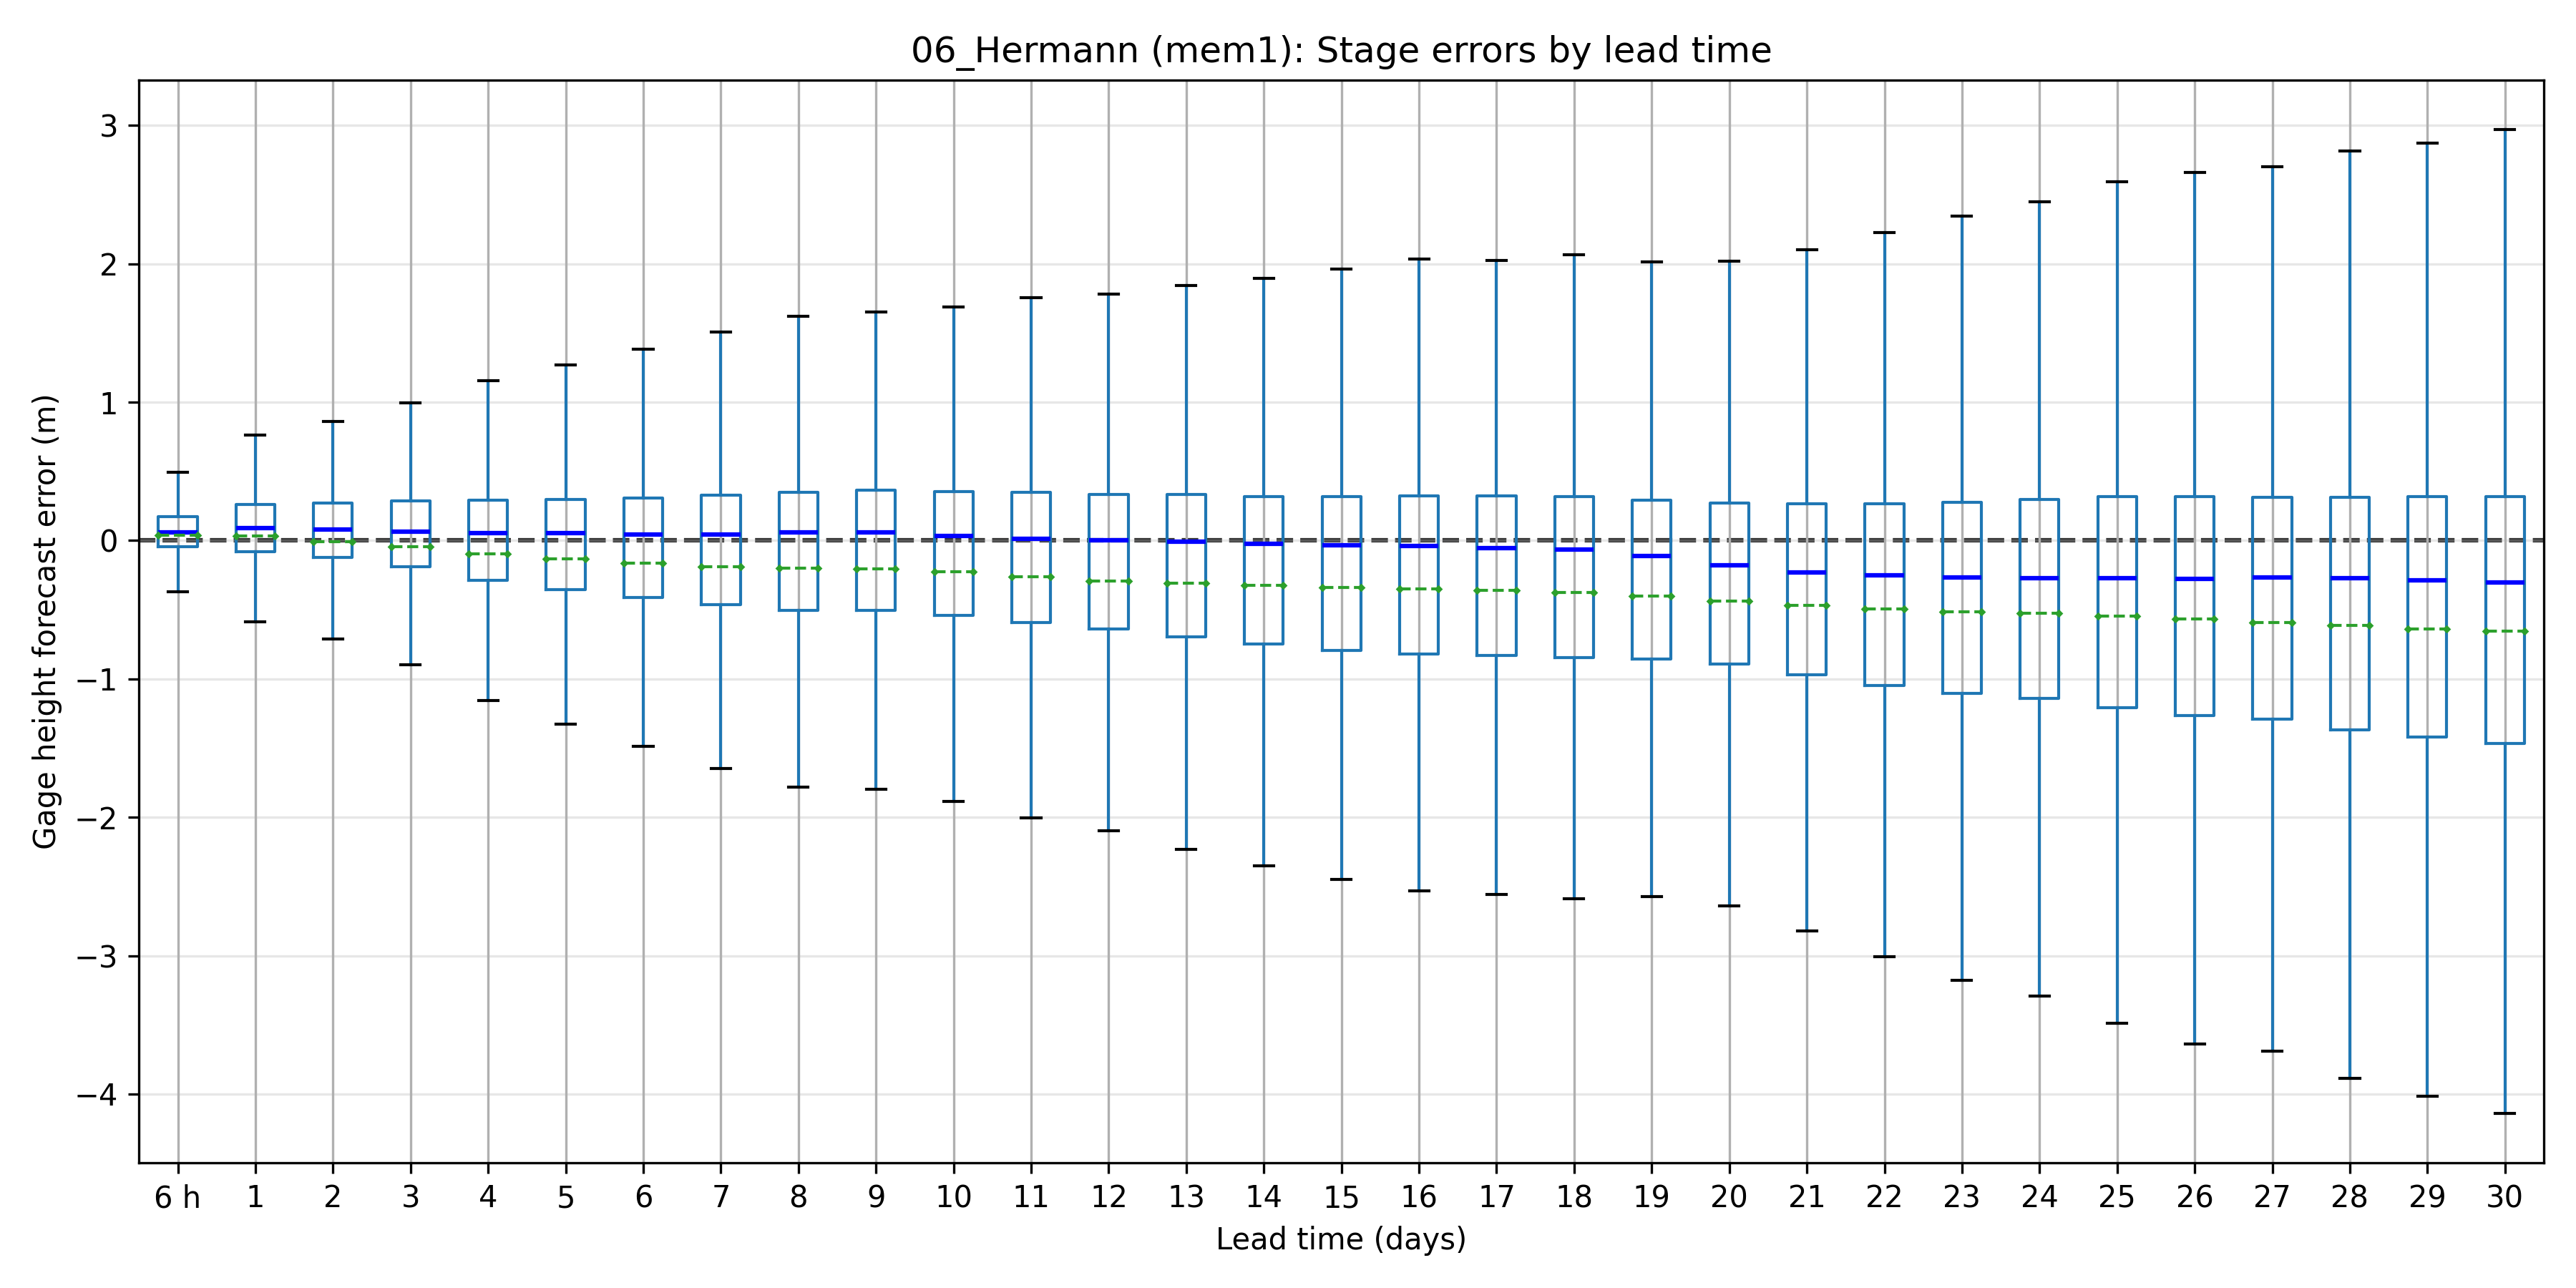 06_Hermann (mem1): Stage errors by lead time
Gage height forecast error (m)
3
2
1
0
−1
−2
−3
−4
6 h 1 2 3 4 5 6 7 8 9 10 11 12 13 14 15 16 17 18 19 20 21 22 23 24 25 26 27 28 29 30
Lead time (days)